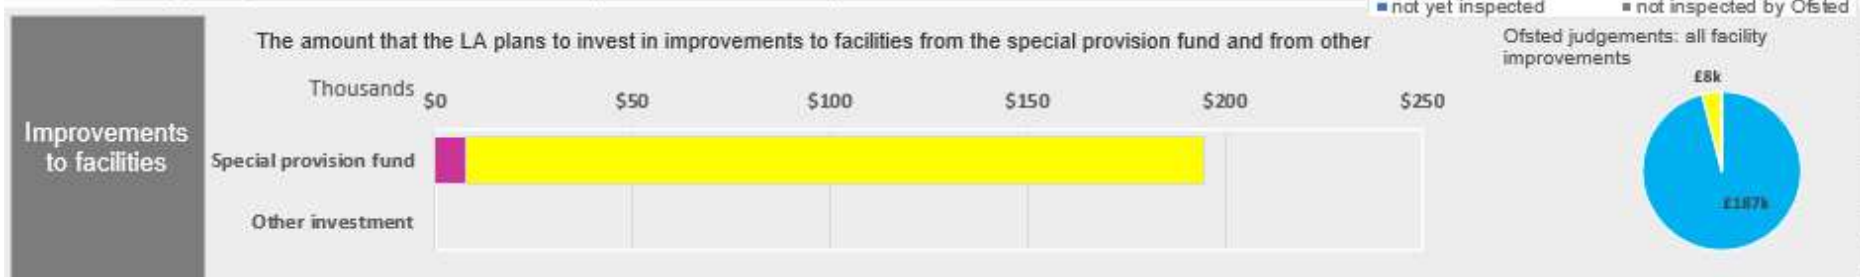 not yet inspected
not inspected by Ofsted
The amount that the LA plans to invest in improvements to facilities from the special provision fund and from other
Ofsted judgements: all facility
improvements
Thousands
$0 $50 $100 $150 $200 $250
£8k
Improvements
to facilities
Special provision fund
£187k
Other investment